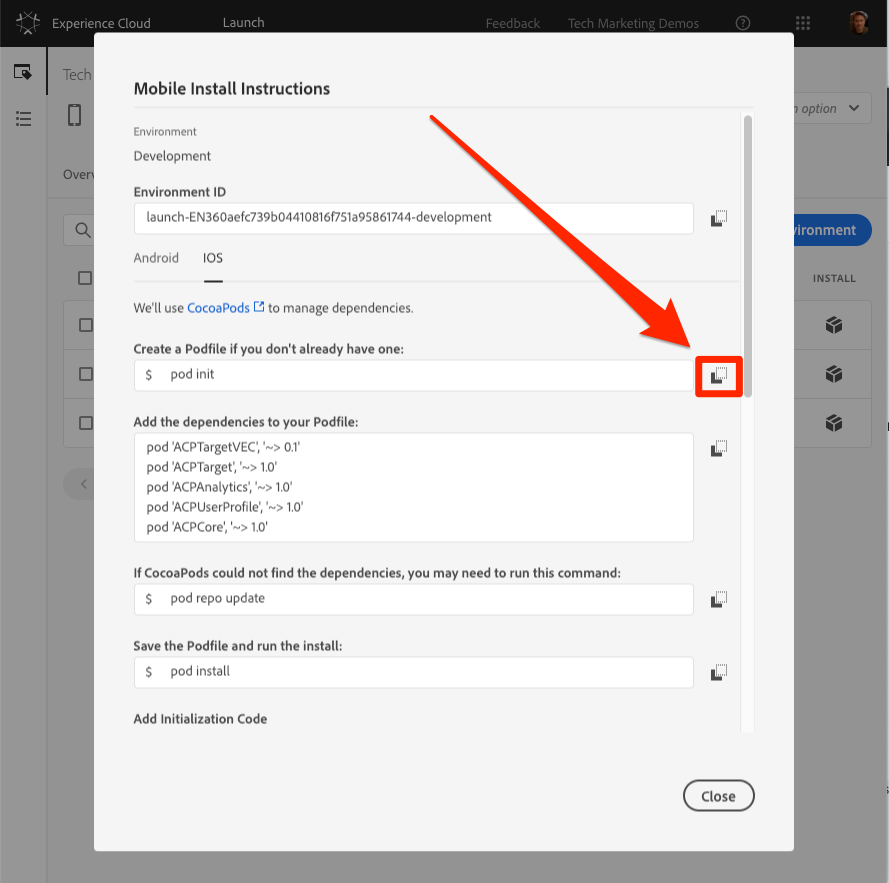 Experience Cloud
Launch
Feedback
Tech Marketing Demos
?
Tech
n option
Overv
vironment
INSTALL
Mobile Install Instructions
Environment
Development
Environment ID
launch-EN360aefc739b04410816f751a95861744-development
Android IOS
We'll use CocoaPods to manage dependencies.
Create a Podfile if you don't already have one:
$ pod init
Add the dependencies to your Podfile:
pod 'ACPTargetVEC', '~> 0.1'
pod 'ACPTarget', '~> 1.0'
pod 'ACPAnalytics', '~> 1.0'
pod 'ACPUserProfile', '~> 1.0'
pod 'ACPCore', '~> 1.0'
If CocoaPods could not find the dependencies, you may need to run this command:
$ pod repo update
Save the Podfile and run the install:
$ pod install
Add Initialization Code
Close